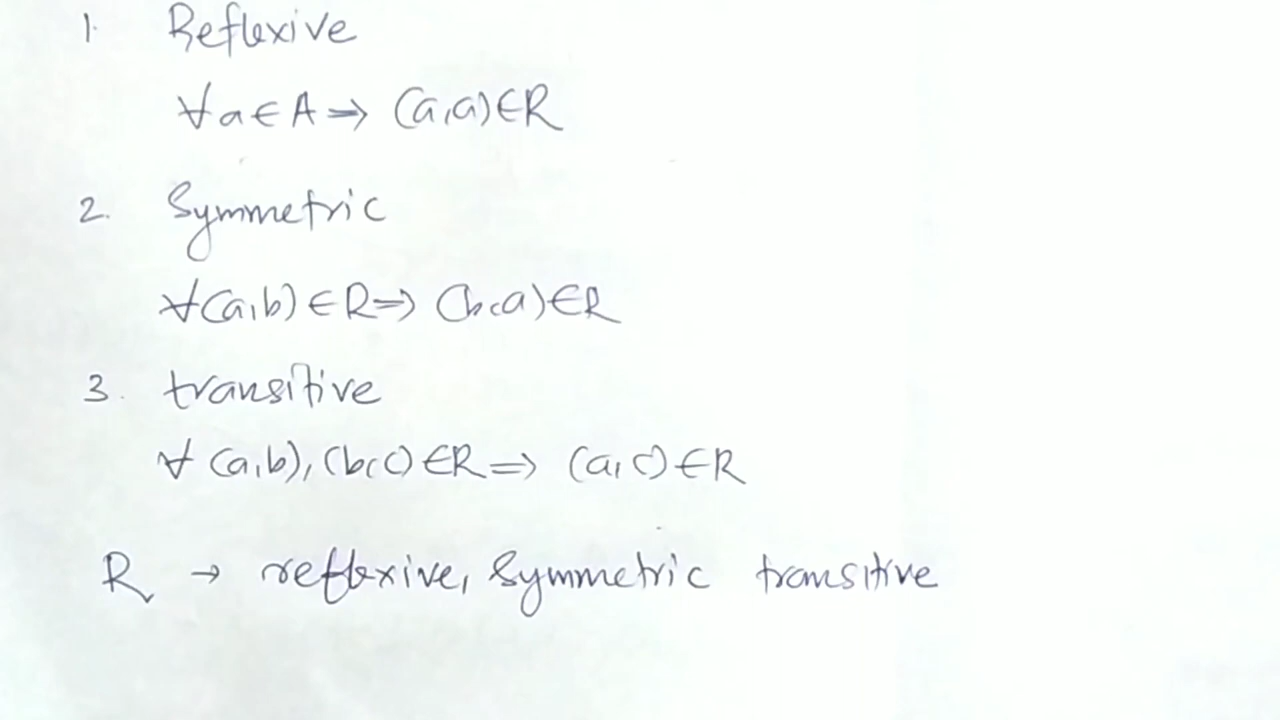 1. Reflexive
∀a∈A⇒ (a,a)∈R
2. Symmetric
∀(a,b)∈R⇒ (b,a)∈R
3. transitive
∀ (a,b),(b,c)∈R⇒ (a,c)∈R
R → reflexive, Symmetric transitive